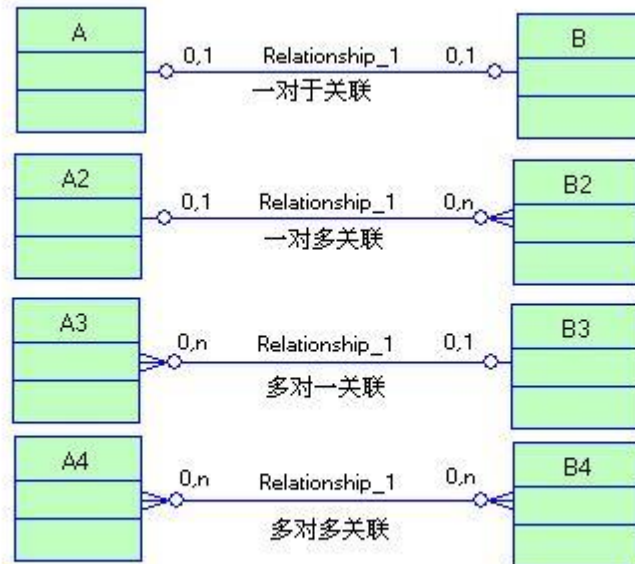 A
0,1 Relationship_1 0,1
B
一对于关联
A2
0,1 Relationship_1 0,n
B2
一对多关联
A3
0,n Relationship_1 0,1
B3
多对一关联
A4
0,n Relationship_1 0,n
B4
多对多关联